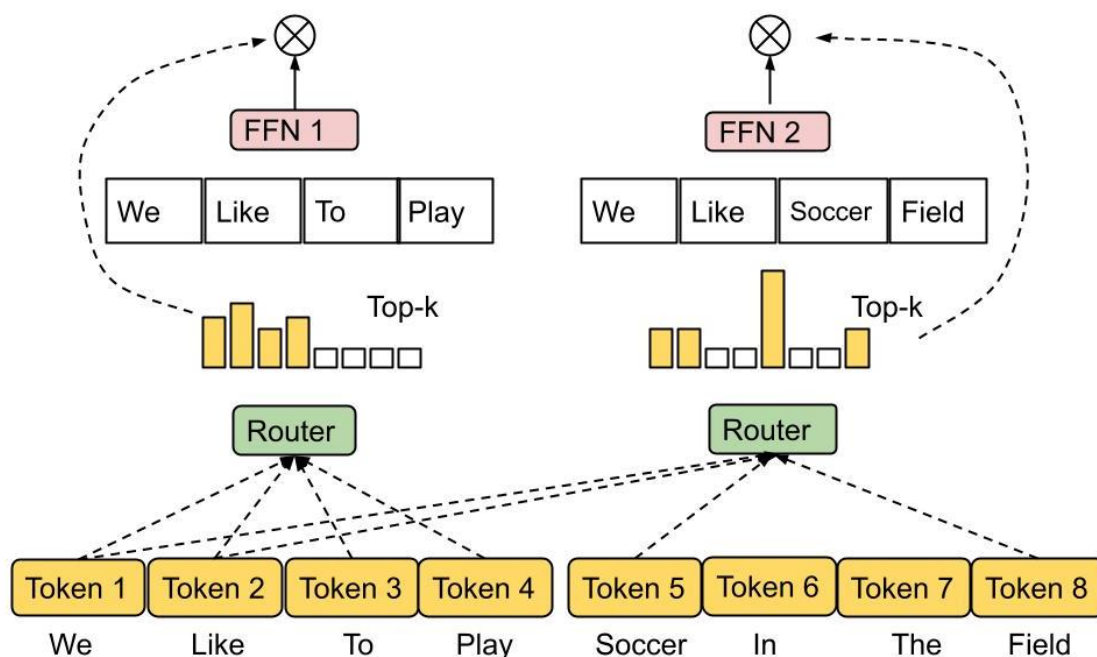 FFN 1 FFN 2
We Like To Play We Like Soccer Field
Top-k Top-k
Router Router
Token 1 Token 2 Token 3 Token 4 Token 5 Token 6 Token 7 Token 8
We Like To Play Soccer In The Field